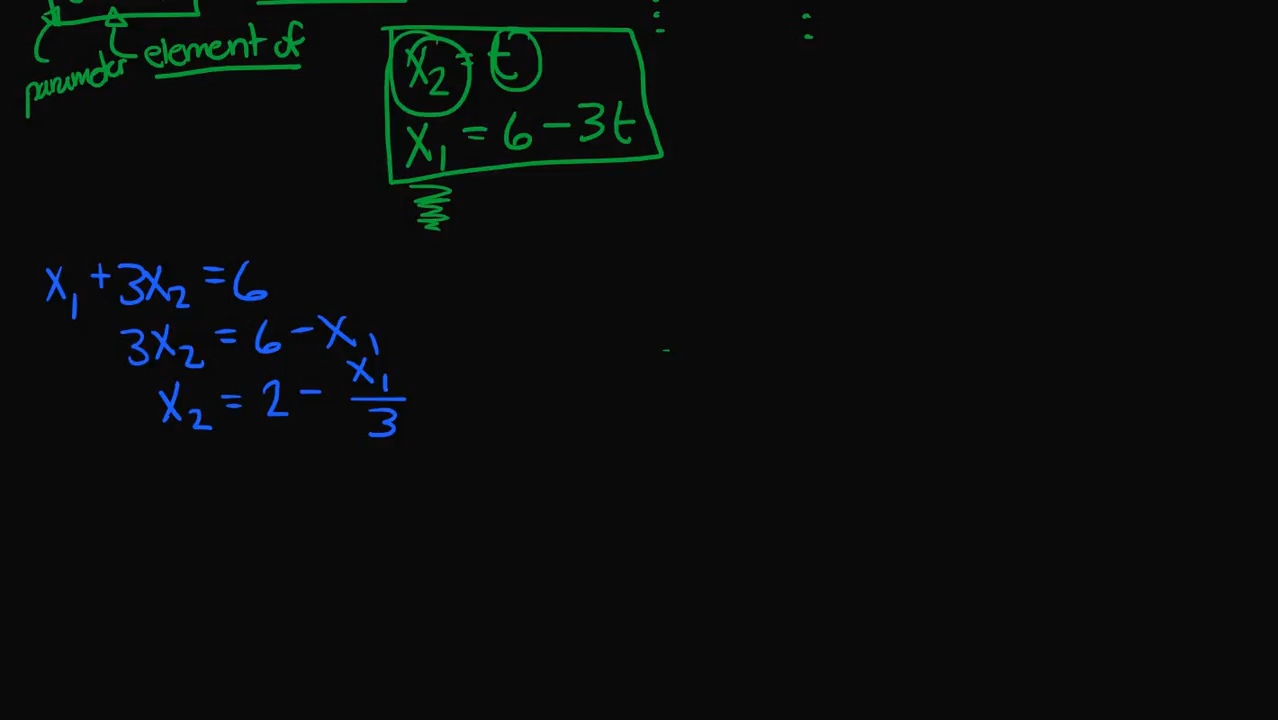 element of
parameter
x₂ = t
x₁ = 6 - 3t
x₁ + 3x₂ = 6
3x₂ = 6 - x₁
x₂ = 2 - x₁/3